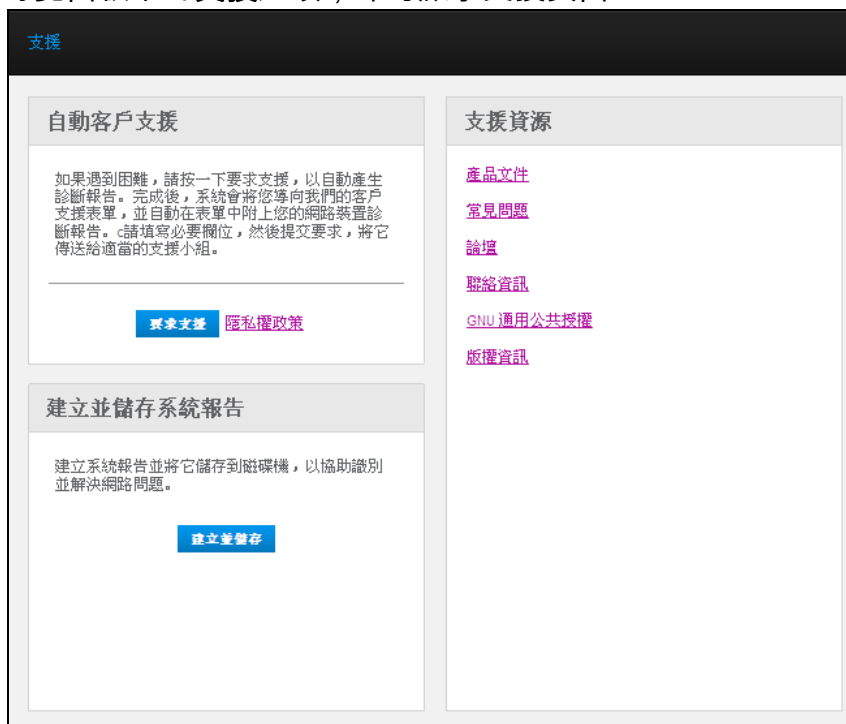 支援
自動客戶支援
如果遇到困難，請按一下要求支援，以自動產生
診斷報告。完成後，系統會將您導向我們的客戶
支援表單，並自動在表單中附上您的網路裝置診
斷報告。c請填寫必要欄位，然後提交要求，將它
傳送給適當的支援小組。
要求支援 隱私權政策
建立並儲存系統報告
建立系統報告並將它儲存到磁碟機，以協助識別
並解決網路問題。
建立並儲存
支援資源
產品文件
常見問題
論壇
聯絡資訊
GNU 通用公共授權
版權資訊